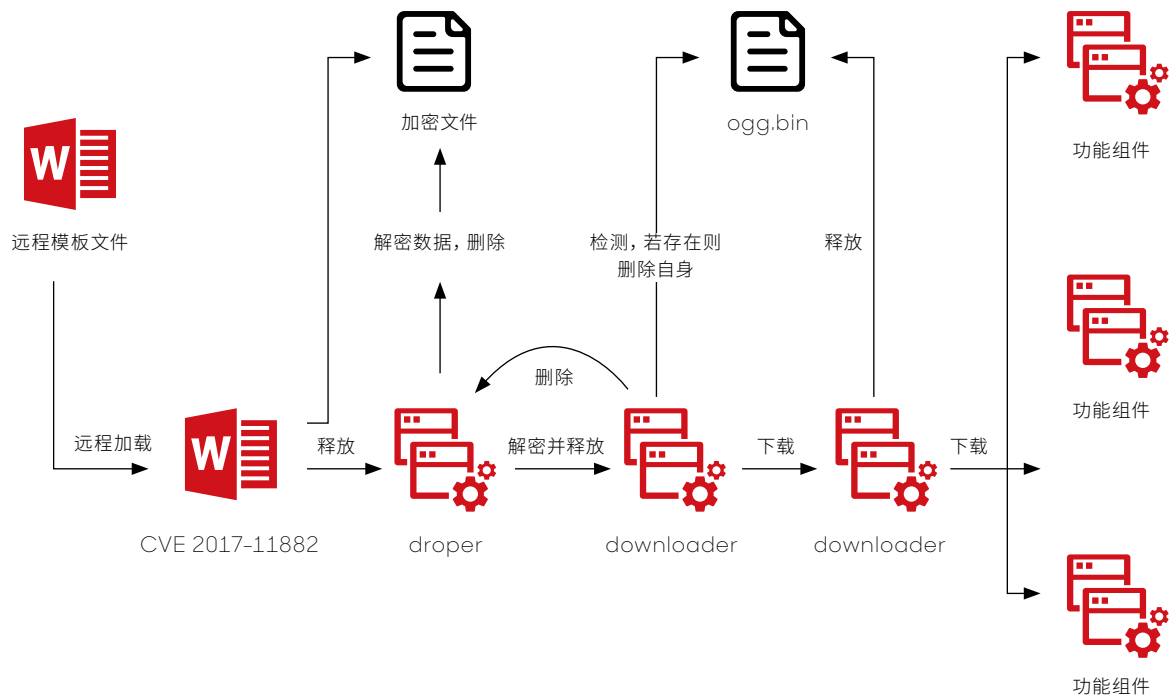 加密文件
ogg.bin
功能组件
远程模板文件
解密数据，删除
检测，若存在则
删除自身
释放
删除
功能组件
远程加载
释放
解密并释放
下载
下载
CVE 2017-11882
droper
downloader
downloader
功能组件